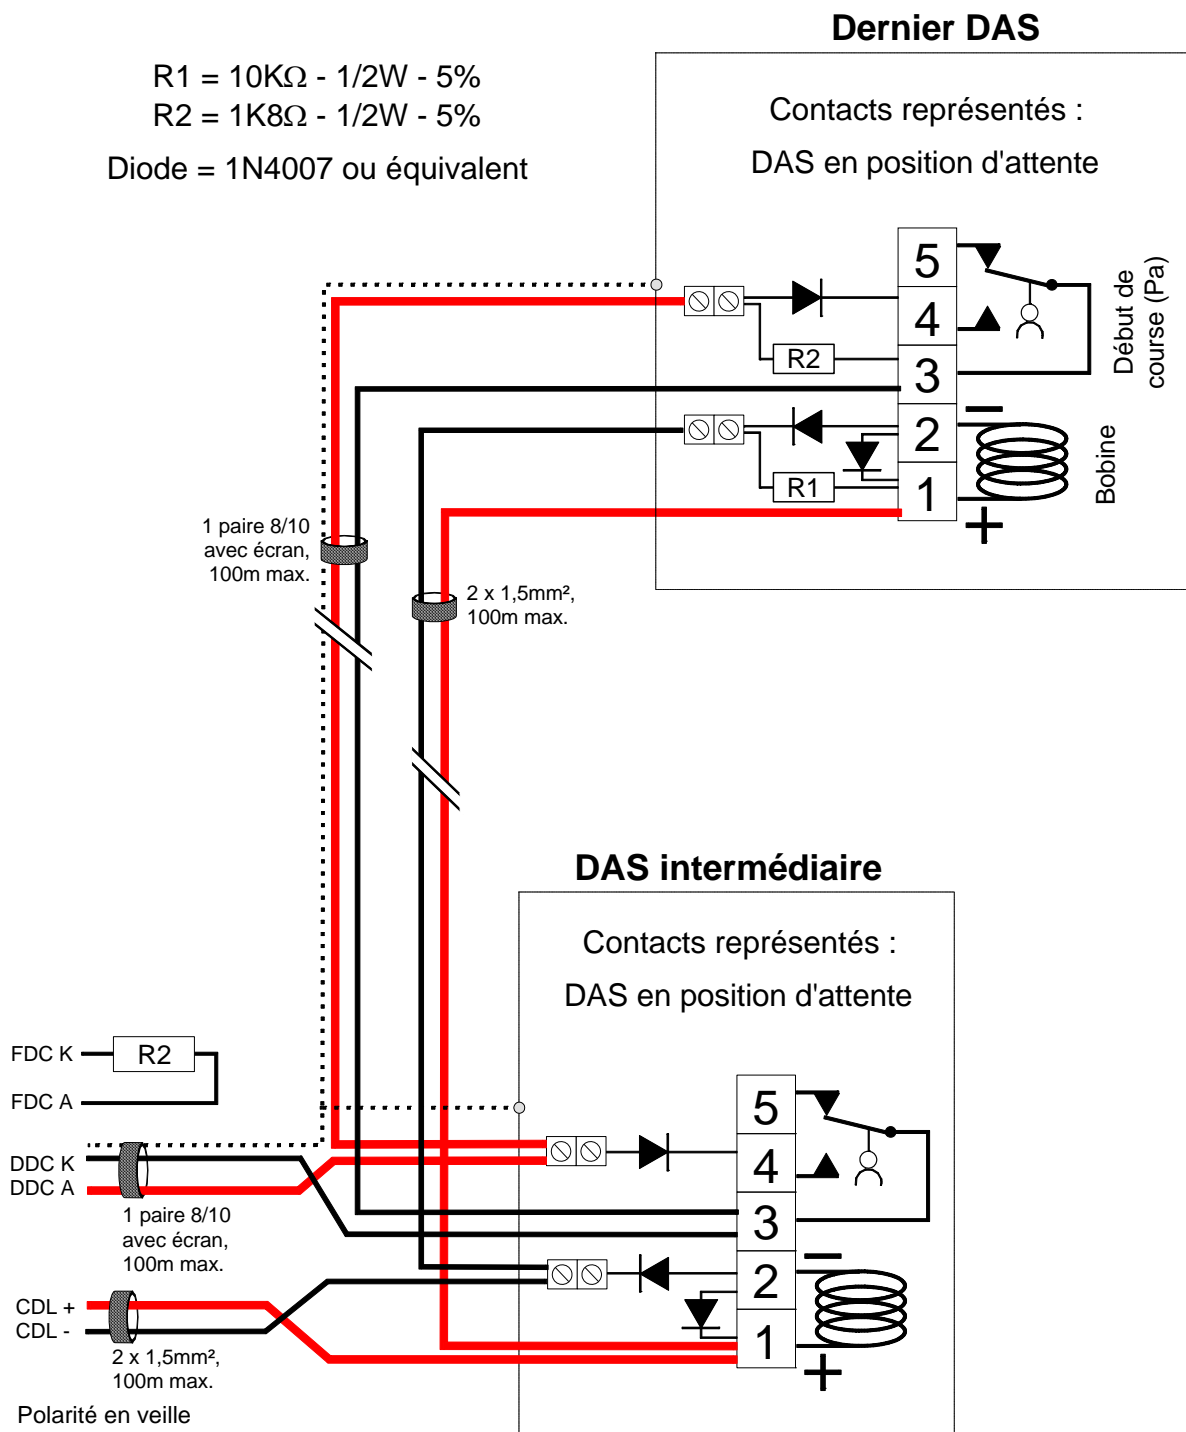 Dernier DAS
R1 = 10KΩ - 1/2W - 5%
R2 = 1K8Ω - 1/2W - 5%
Diode = 1N4007 ou équivalent
Contacts représentés :
DAS en position d'attente
5
4
3
2
1
R2
R1
Début de
course (Pa)
Bobine
−
+
1 paire 8/10
avec écran,
100m max.
2 x 1,5mm²,
100m max.
DAS intermédiaire
Contacts représentés :
DAS en position d'attente
FDC K
R2
FDC A
DDC K
DDC A
1 paire 8/10
avec écran,
100m max.
CDL +
CDL -
2 x 1,5mm²,
100m max.
Polarité en veille
5
4
3
2
1
−
+